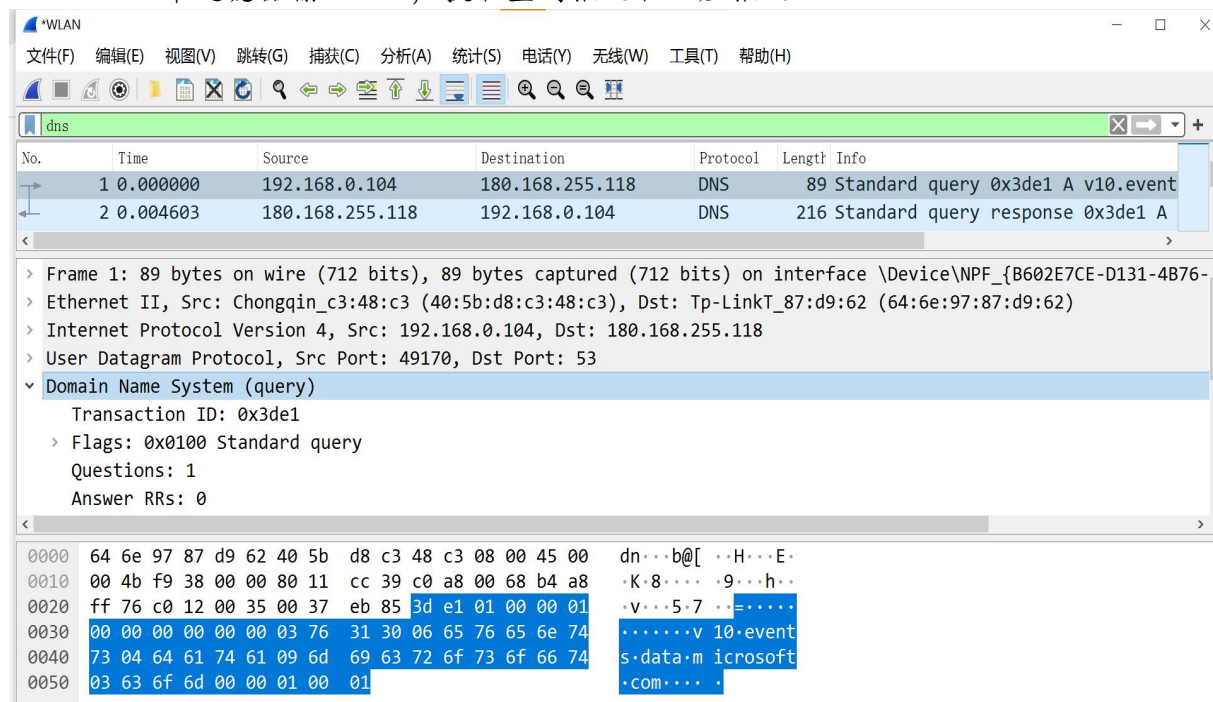 *WLAN
文件(F) 编辑(E) 视图(V) 跳转(G) 捕获(C) 分析(A) 统计(S) 电话(Y) 无线(W) 工具(T) 帮助(H)
dns
No. Time Source Destination Protocol Length Info
1 0.000000 192.168.0.104 180.168.255.118 DNS 89 Standard query 0x3de1 A v10.event
2 0.004603 180.168.255.118 192.168.0.104 DNS 216 Standard query response 0x3de1 A
Frame 1: 89 bytes on wire (712 bits), 89 bytes captured (712 bits) on interface \Device\NPF_{B602E7CE-D131-4B76-
Ethernet II, Src: Chongqin_c3:48:c3 (40:5b:d8:c3:48:c3), Dst: Tp-LinkT_87:d9:62 (64:6e:97:87:d9:62)
Internet Protocol Version 4, Src: 192.168.0.104, Dst: 180.168.255.118
User Datagram Protocol, Src Port: 49170, Dst Port: 53
Domain Name System (query)
Transaction ID: 0x3de1
Flags: 0x0100 Standard query
Questions: 1
Answer RRs: 0
0000 64 6e 97 87 d9 62 40 5b d8 c3 48 c3 08 00 45 00 dn···b@[ ··H···E·
0010 00 4b f9 38 00 00 80 11 cc 39 c0 a8 00 68 b4 a8 ·K·8···· ·9···h··
0020 ff 76 c0 12 00 35 00 37 eb 85 3d e1 01 00 00 01 ·v···5·7 ··=·····
0030 00 00 00 00 00 00 03 76 31 30 06 65 76 65 6e 74 ·······v 10·event
0040 73 04 64 61 74 61 09 6d 69 63 72 6f 73 6f 66 74 s·data·m icrosoft
0050 03 63 6f 6d 00 00 01 00 01 ·com···· ·